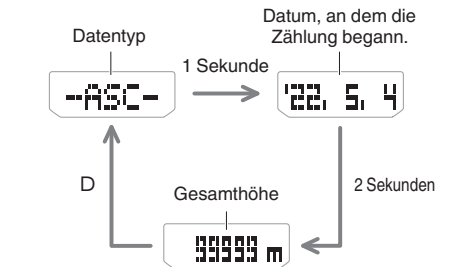 Datentyp
Datum, an dem die
Zählung begann.
1 Sekunde
--ASC-
'22. 5. 4
D
Gesamthöhe
2 Sekunden
99999 m